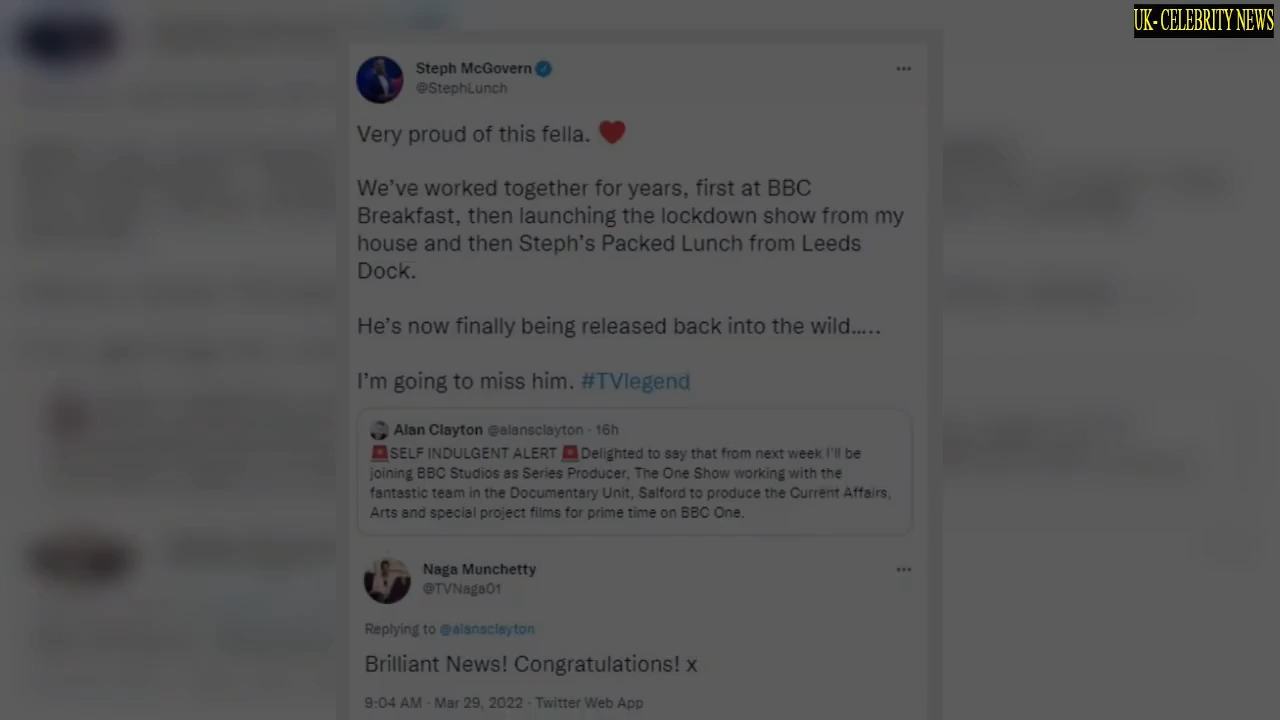 UK- CELEBRITY NEWS
Steph McGovern
@StephLunch
Very proud of this fella. ❤️
We've worked together for years, first at BBC
Breakfast, then launching the lockdown show from my
house and then Steph's Packed Lunch from Leeds
Dock.
He's now finally being released back into the wild.....
I'm going to miss him. #TVlegend
Alan Clayton @alansclayton · 16h
🚨SELF INDULGENT ALERT 🚨Delighted to say that from next week I'll be
joining BBC Studios as Series Producer, The One Show working with the
fantastic team in the Documentary Unit, Salford to produce the Current Affairs,
Arts and special project films for prime time on BBC One.
Naga Munchetty
@TVNaga01
Replying to @alansclayton
Brilliant News! Congratulations! x
9:04 AM · Mar 29, 2022 · Twitter Web App